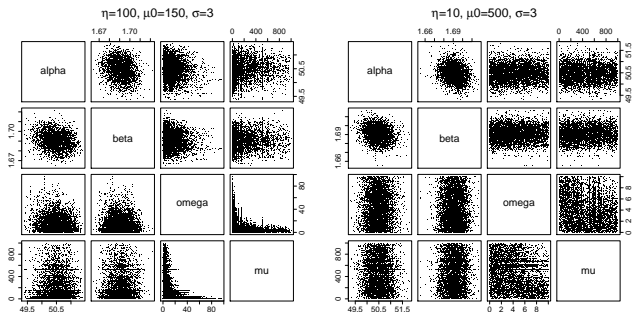 η=100, μ0=150, σ=3
η=10, μ0=500, σ=3
1.67 1.70
0 400 800
1.66 1.69
0 400 800
alpha
49.5 50.5
alpha
49.5 50.5 51.5
1.67 1.70
beta
1.66 1.69
beta
omega
0 40 80
omega
0 2 4 6 8
0 400 800
mu
0 400 800
mu
49.5 50.5
0 40 80
49.5 50.5 51.5
0 2 4 6 8